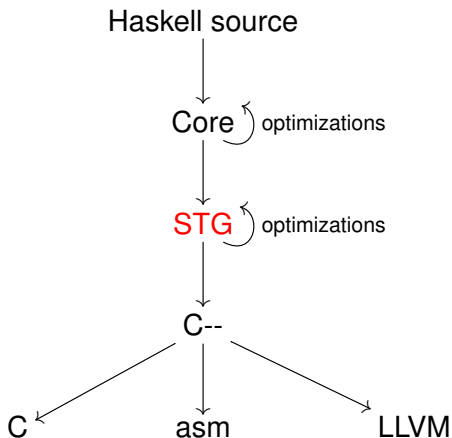 Haskell source
Core optimizations
STG optimizations
C--
C asm LLVM